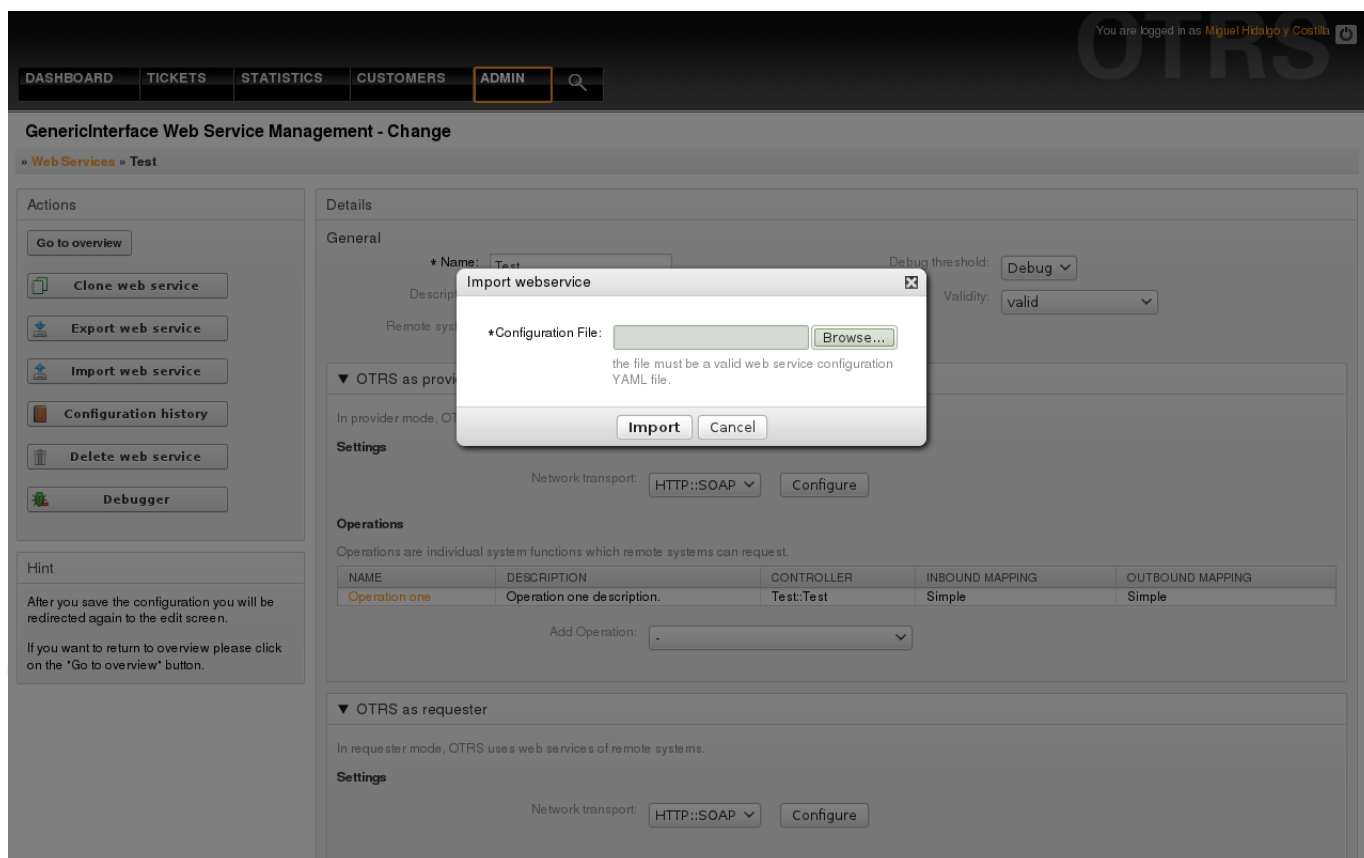 OTRS
You are logged in as Miguel Hidalgo y Costilla
DASHBOARD TICKETS STATISTICS CUSTOMERS ADMIN
GenericInterface Web Service Management - Change
» Web Services » Test
Actions
Go to overview
Clone web service
Export web service
Import web service
Configuration history
Delete web service
Debugger
Hint
After you save the configuration you will be
redirected again to the edit screen.
If you want to return to overview please click
on the "Go to overview" button.
Details
General
* Name: Test
Descrip
Remote syst
Debug threshold: Debug
Validity: valid
Import webservice
*Configuration File: Browse...
the file must be a valid web service configuration
YAML file.
Import Cancel
▼ OTRS as provi
In provider mode, OT
Settings
Network transport: HTTP::SOAP Configure
Operations
Operations are individual system functions which remote systems can request.
NAME DESCRIPTION CONTROLLER INBOUND MAPPING OUTBOUND MAPPING
Operation one Operation one description. Test::Test Simple Simple
Add Operation: -
▼ OTRS as requester
In requester mode, OTRS uses web services of remote systems.
Settings
Network transport: HTTP::SOAP Configure